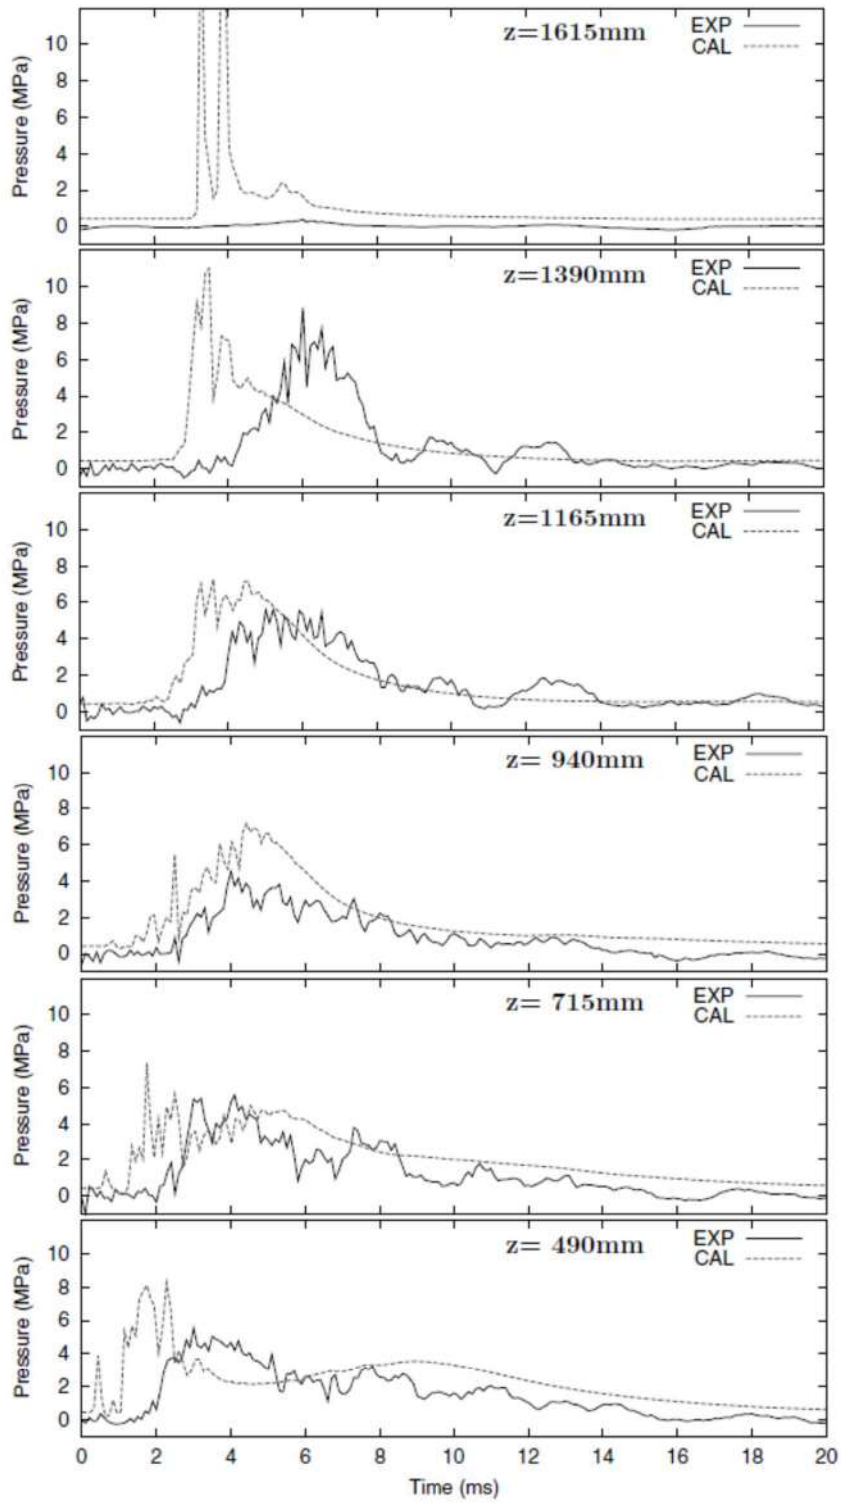 z=1615mm
EXP
CAL
Pressure (MPa)
10
8
6
4
2
0
z=1390mm
EXP
CAL
Pressure (MPa)
10
8
6
4
2
0
z=1165mm
EXP
CAL
Pressure (MPa)
10
8
6
4
2
0
z= 940mm
EXP
CAL
Pressure (MPa)
10
8
6
4
2
0
z= 715mm
EXP
CAL
Pressure (MPa)
10
8
6
4
2
0
z= 490mm
EXP
CAL
Pressure (MPa)
10
8
6
4
2
0
0 2 4 6 8 10 12 14 16 18 20
Time (ms)